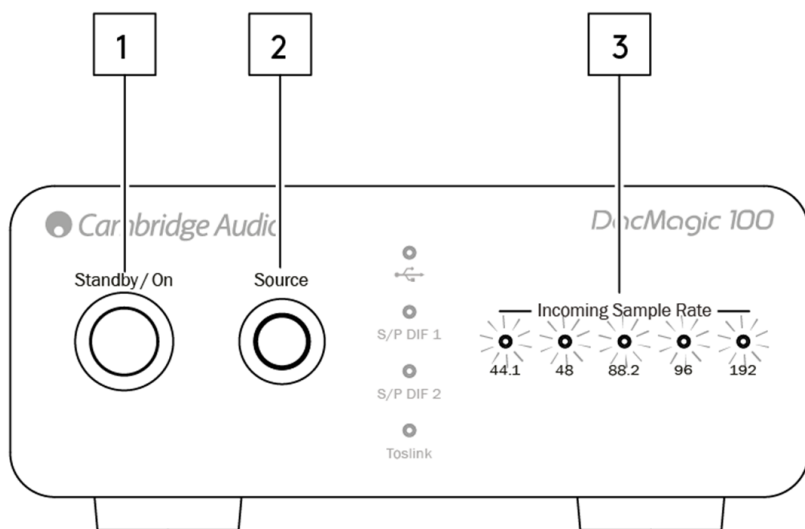 1 2 3
Cambridge Audio DacMagic 100
Standby / On Source
Incoming Sample Rate
S/P DIF 1
44.1 48 88.2 96 192
S/P DIF 2
Toslink